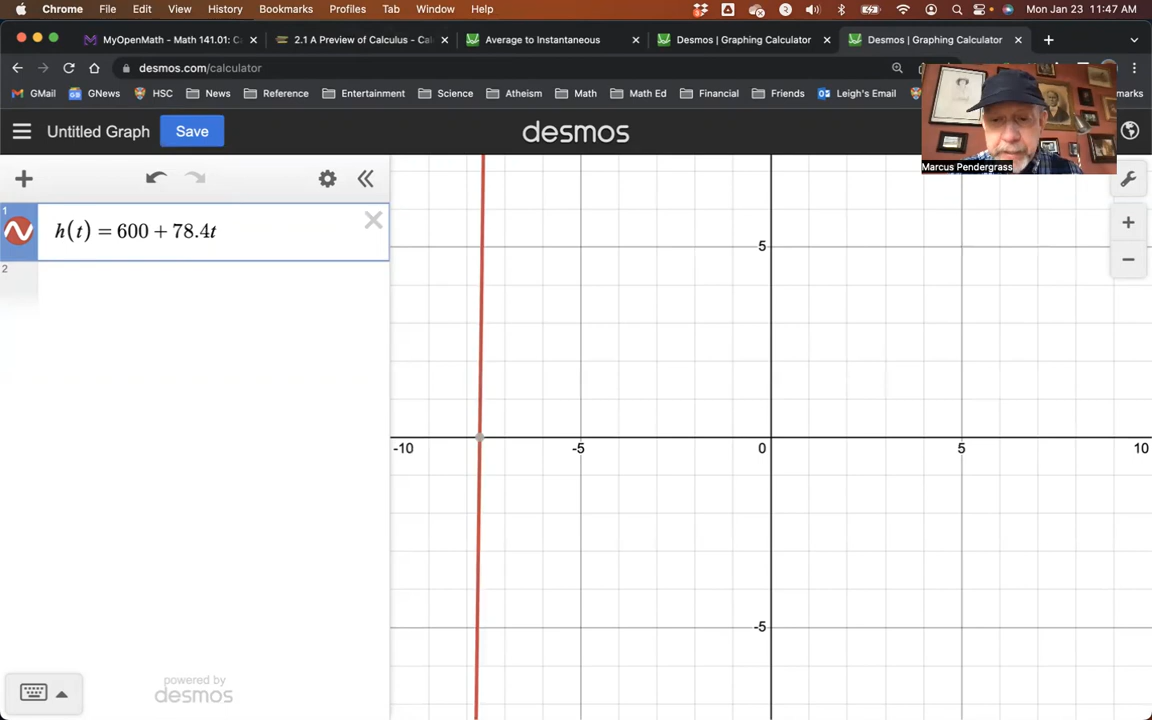 Chrome File Edit View History Bookmarks Profiles Tab Window Help Mon Jan 23 11:47 AM
MyOpenMath - Math 141.01: C 2.1 A Preview of Calculus - Cal Average to Instantaneous Desmos | Graphing Calculator Desmos | Graphing Calculator
desmos.com/calculator
GMail GNews HSC News Reference Entertainment Science Atheism Math Math Ed Financial Friends Leigh's Email kmarks
Untitled Graph Save desmos
Marcus Pendergrass
1
h(t) = 600 + 78.4t
2
5
-10 -5 0 5 10
-5
powered by
desmos